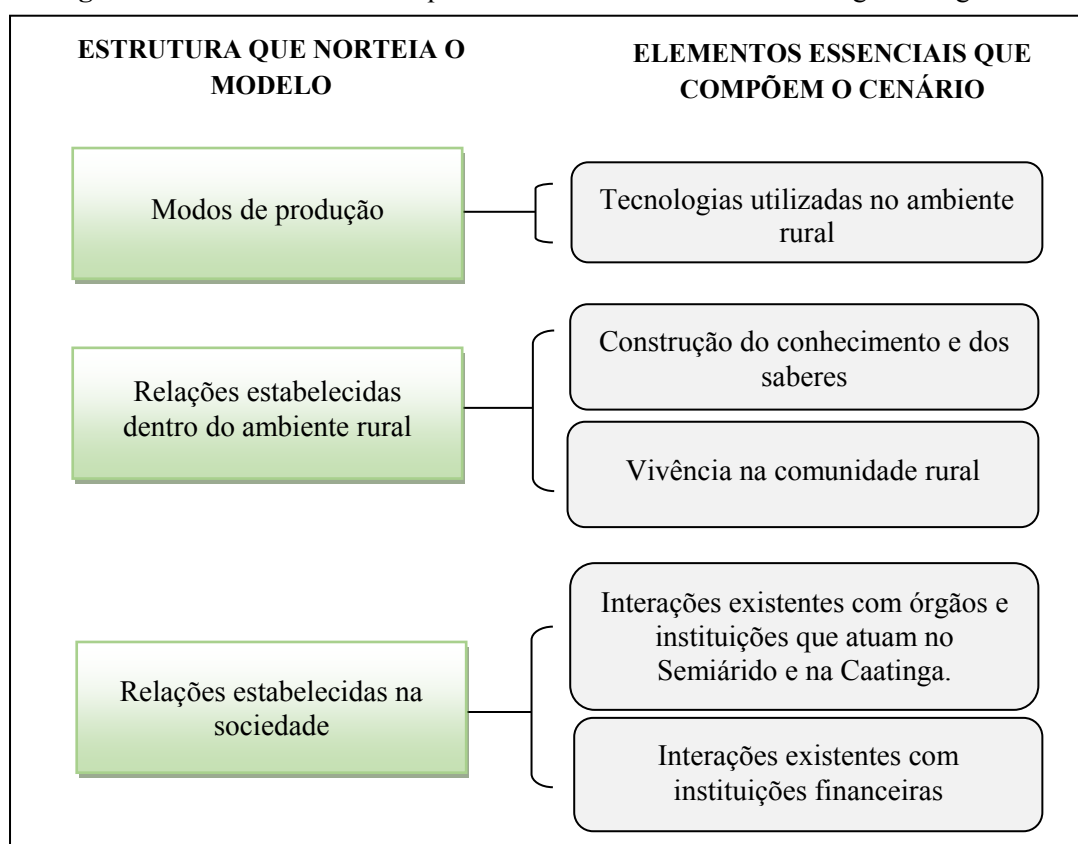 ESTRUTURA QUE NORTEIA O
MODELO
ELEMENTOS ESSENCIAIS QUE
COMPÕEM O CENÁRIO
Modos de produção
Tecnologias utilizadas no ambiente
rural
Relações estabelecidas
dentro do ambiente rural
Construção do conhecimento e dos
saberes
Vivência na comunidade rural
Relações estabelecidas na
sociedade
Interações existentes com órgãos e
instituições que atuam no
Semiárido e na Caatinga.
Interações existentes com
instituições financeiras